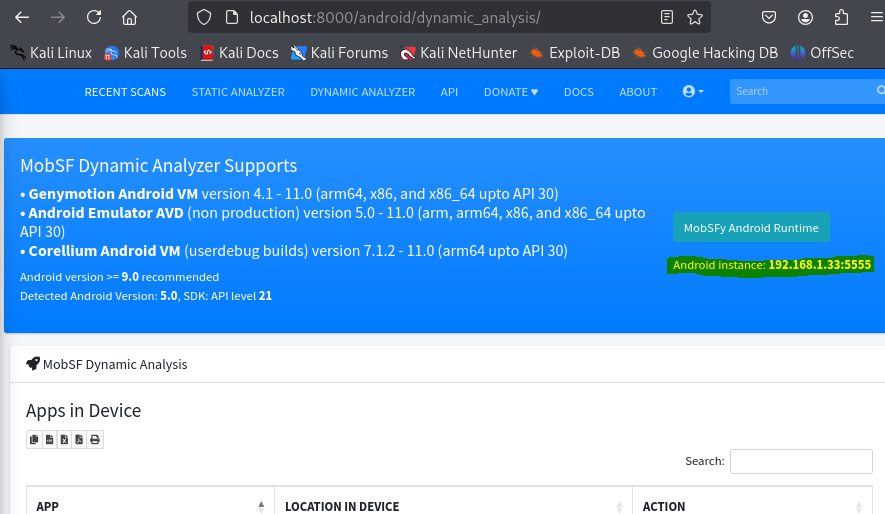 localhost:8000/android/dynamic_analysis/
Kali Linux Kali Tools Kali Docs Kali Forums Kali NetHunter Exploit-DB Google Hacking DB OffSec
RECENT SCANS STATIC ANALYZER DYNAMIC ANALYZER API DONATE ♥ DOCS ABOUT Search
MobSF Dynamic Analyzer Supports
• Genymotion Android VM version 4.1 - 11.0 (arm64, x86, and x86_64 upto API 30)
• Android Emulator AVD (non production) version 5.0 - 11.0 (arm, arm64, x86, and x86_64 upto
API 30)
• Corellium Android VM (userdebug builds) version 7.1.2 - 11.0 (arm64 upto API 30)
Android version >= 9.0 recommended
Detected Android Version: 5.0, SDK: API level 21
MobSFy Android Runtime
Android instance: 192.168.1.33:5555
MobSF Dynamic Analysis
Apps in Device
Search:
APP LOCATION IN DEVICE ACTION